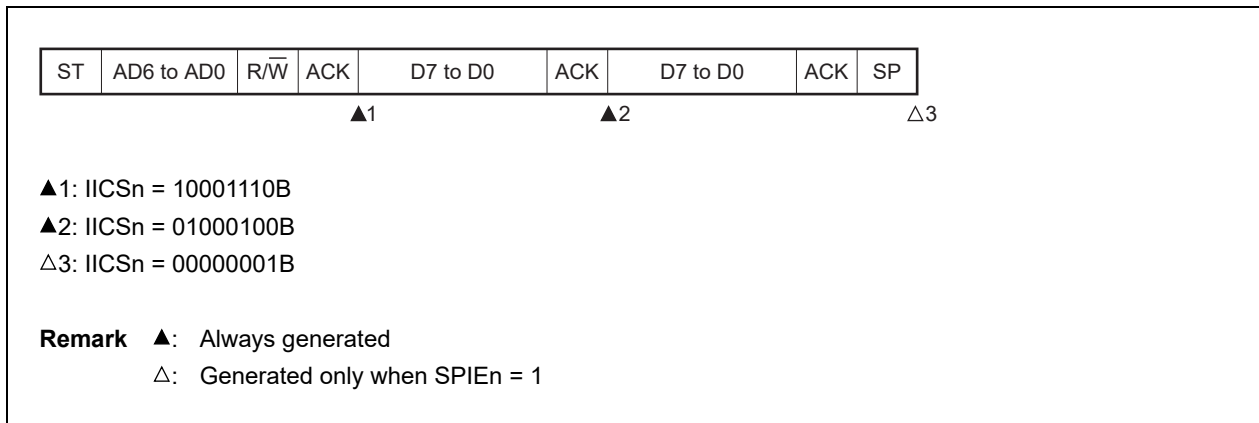 ST AD6 to AD0 R/W̅ ACK D7 to D0 ACK D7 to D0 ACK SP
▲1 ▲2 △3
▲1: IICSn = 10001110B
▲2: IICSn = 01000100B
△3: IICSn = 00000001B
Remark ▲: Always generated
△: Generated only when SPIEn = 1